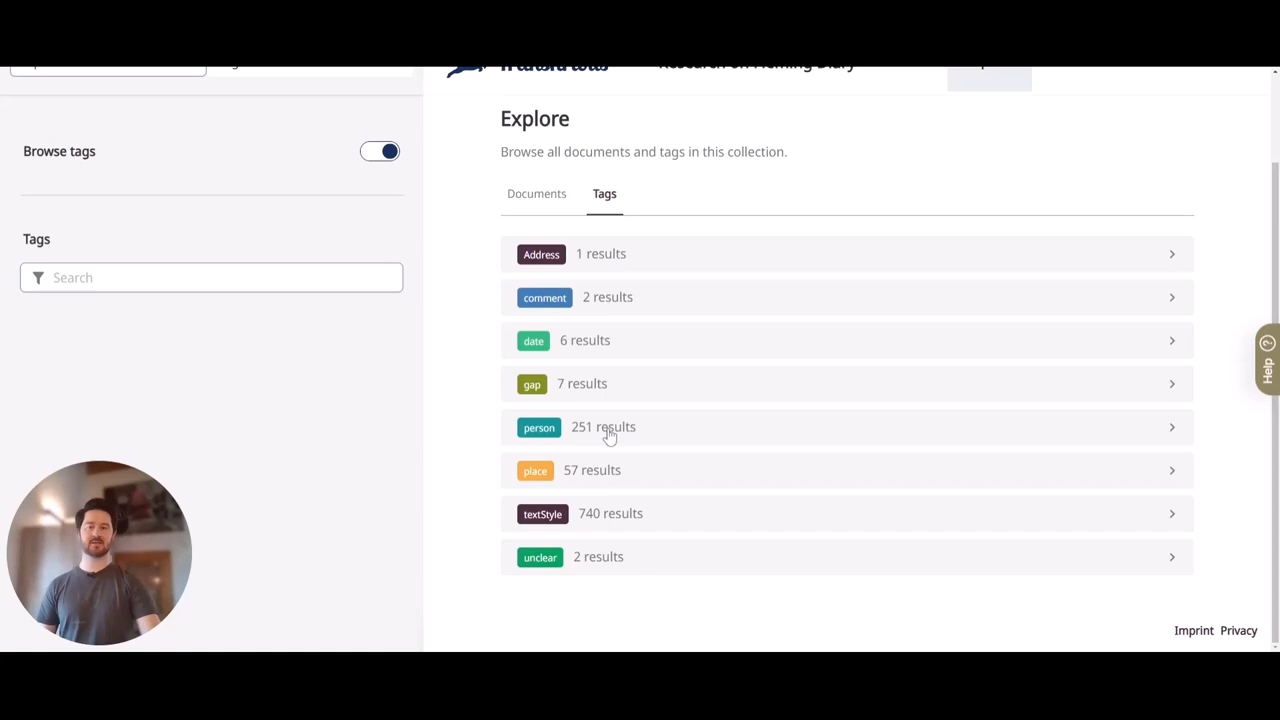 Research on Fleming Diary
Explore
Browse all documents and tags in this collection.
Browse tags
Documents
Tags
Tags
Search
Address 1 results
comment 2 results
date 6 results
gap 7 results
person 251 results
place 57 results
textStyle 740 results
unclear 2 results
Help
Imprint Privacy